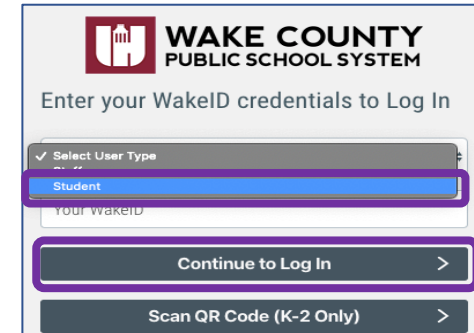 WAKE COUNTY
PUBLIC SCHOOL SYSTEM
Enter your WakeID credentials to Log In
✓ Select User Type
Student
Your WakeID
Continue to Log In >
Scan QR Code (K-2 Only) >